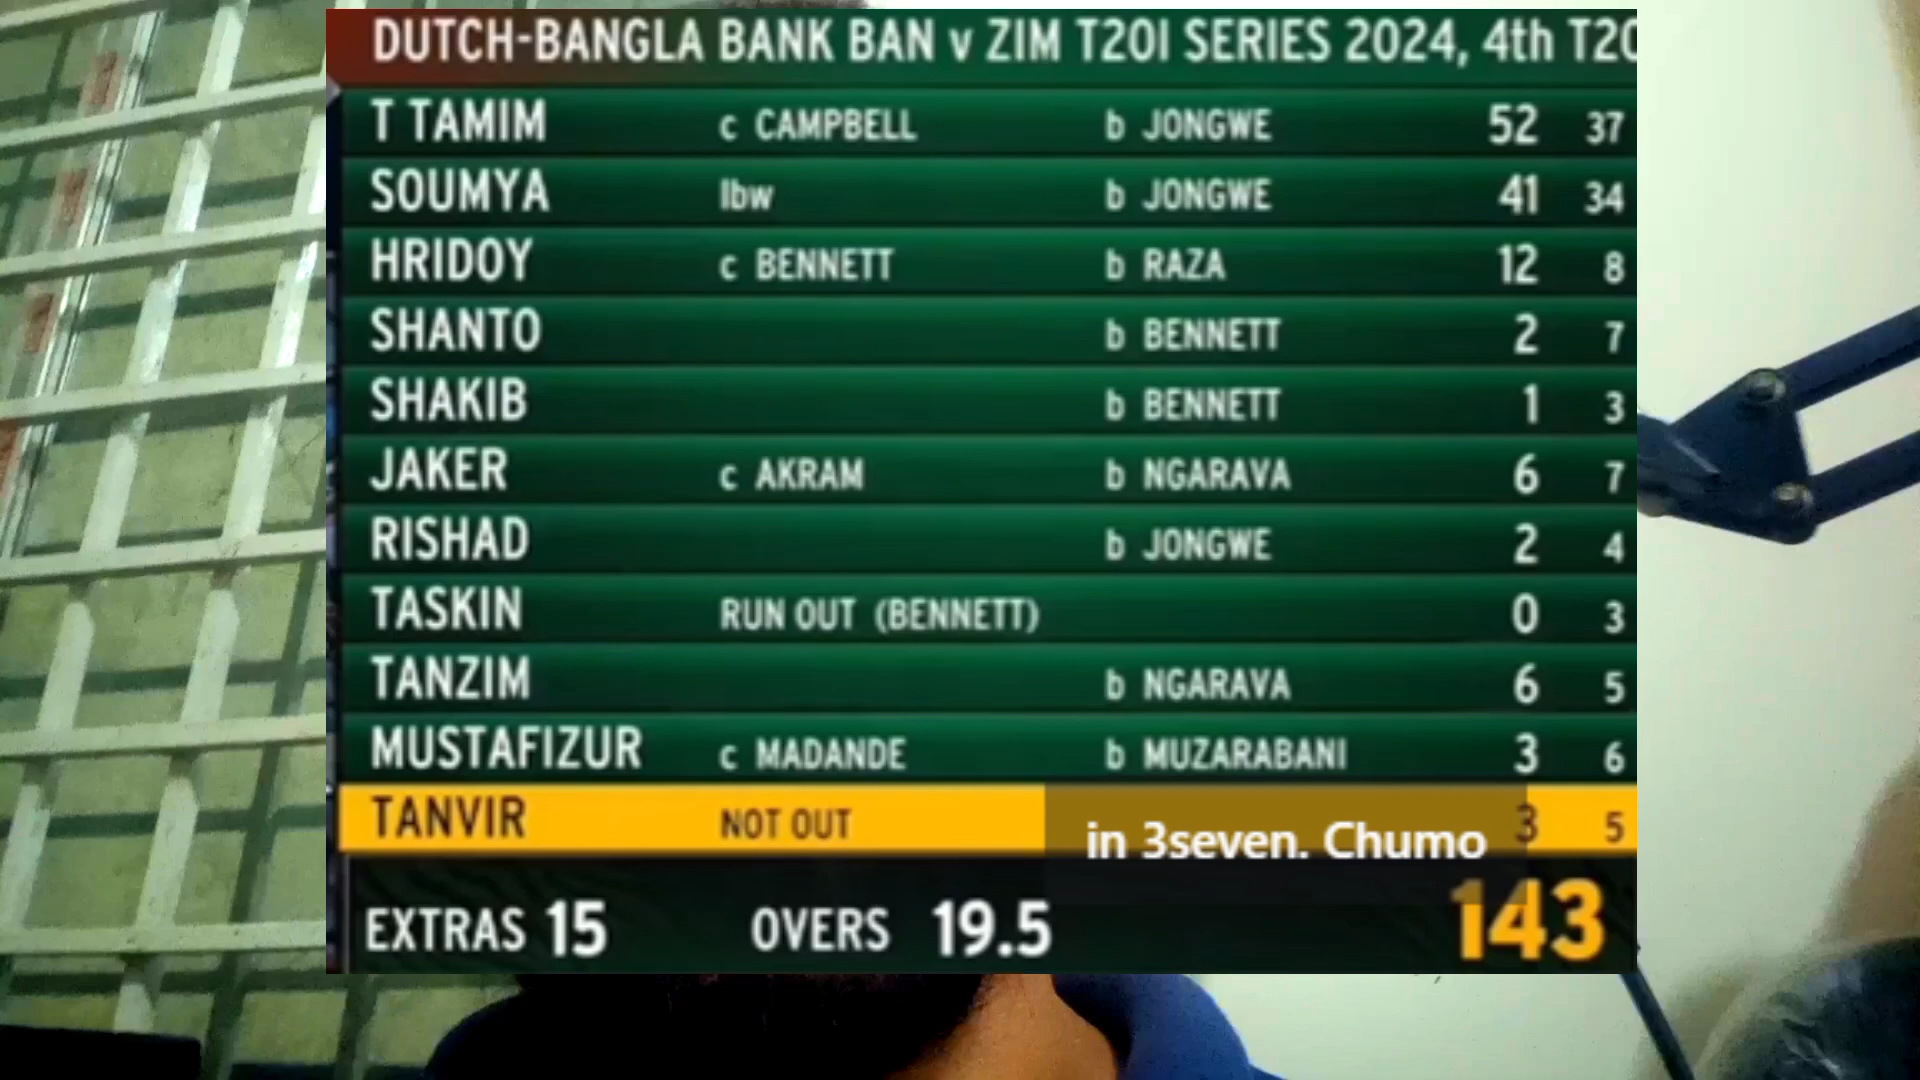 DUTCH-BANGLA BANK BAN v ZIM T20I SERIES 2024, 4th
T TAMIM c CAMPBELL b JONGWE 52 37
SOUMYA lbw b JONGWE 41 34
HRIDOY c BENNETT b RAZA 12 8
SHANTO b BENNETT 2 7
SHAKIB b BENNETT 1 3
JAKER c AKRAM b NGARAVA 6 7
RISHAD b JONGWE 2 4
TASKIN RUN OUT (BENNETT) 0 3
TANZIM b NGARAVA 6 5
MUSTAFIZUR c MADANDE b MUZARABANI 3 6
TANVIR NOT OUT 3 5
in 3seven. Chumo
EXTRAS 15 OVERS 19.5 143